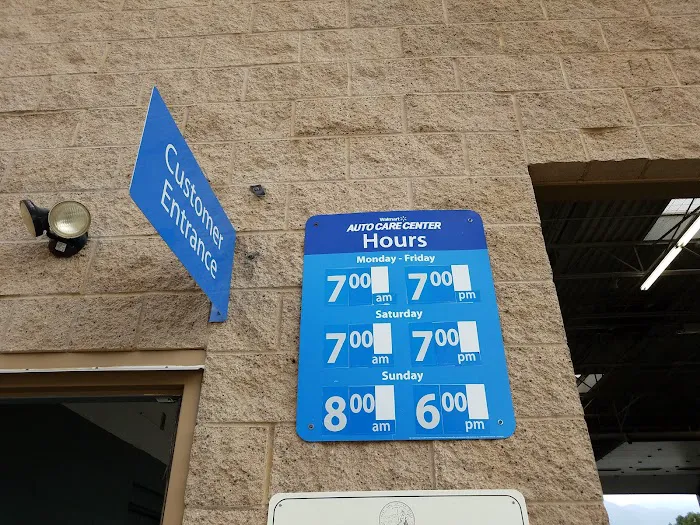 Customer
Entrance
Walmart
AUTO CARE CENTER
Hours
Monday - Friday
7 00 am 7 00 pm
Saturday
7 00 am 7 00 pm
Sunday
8 00 am 6 00 pm